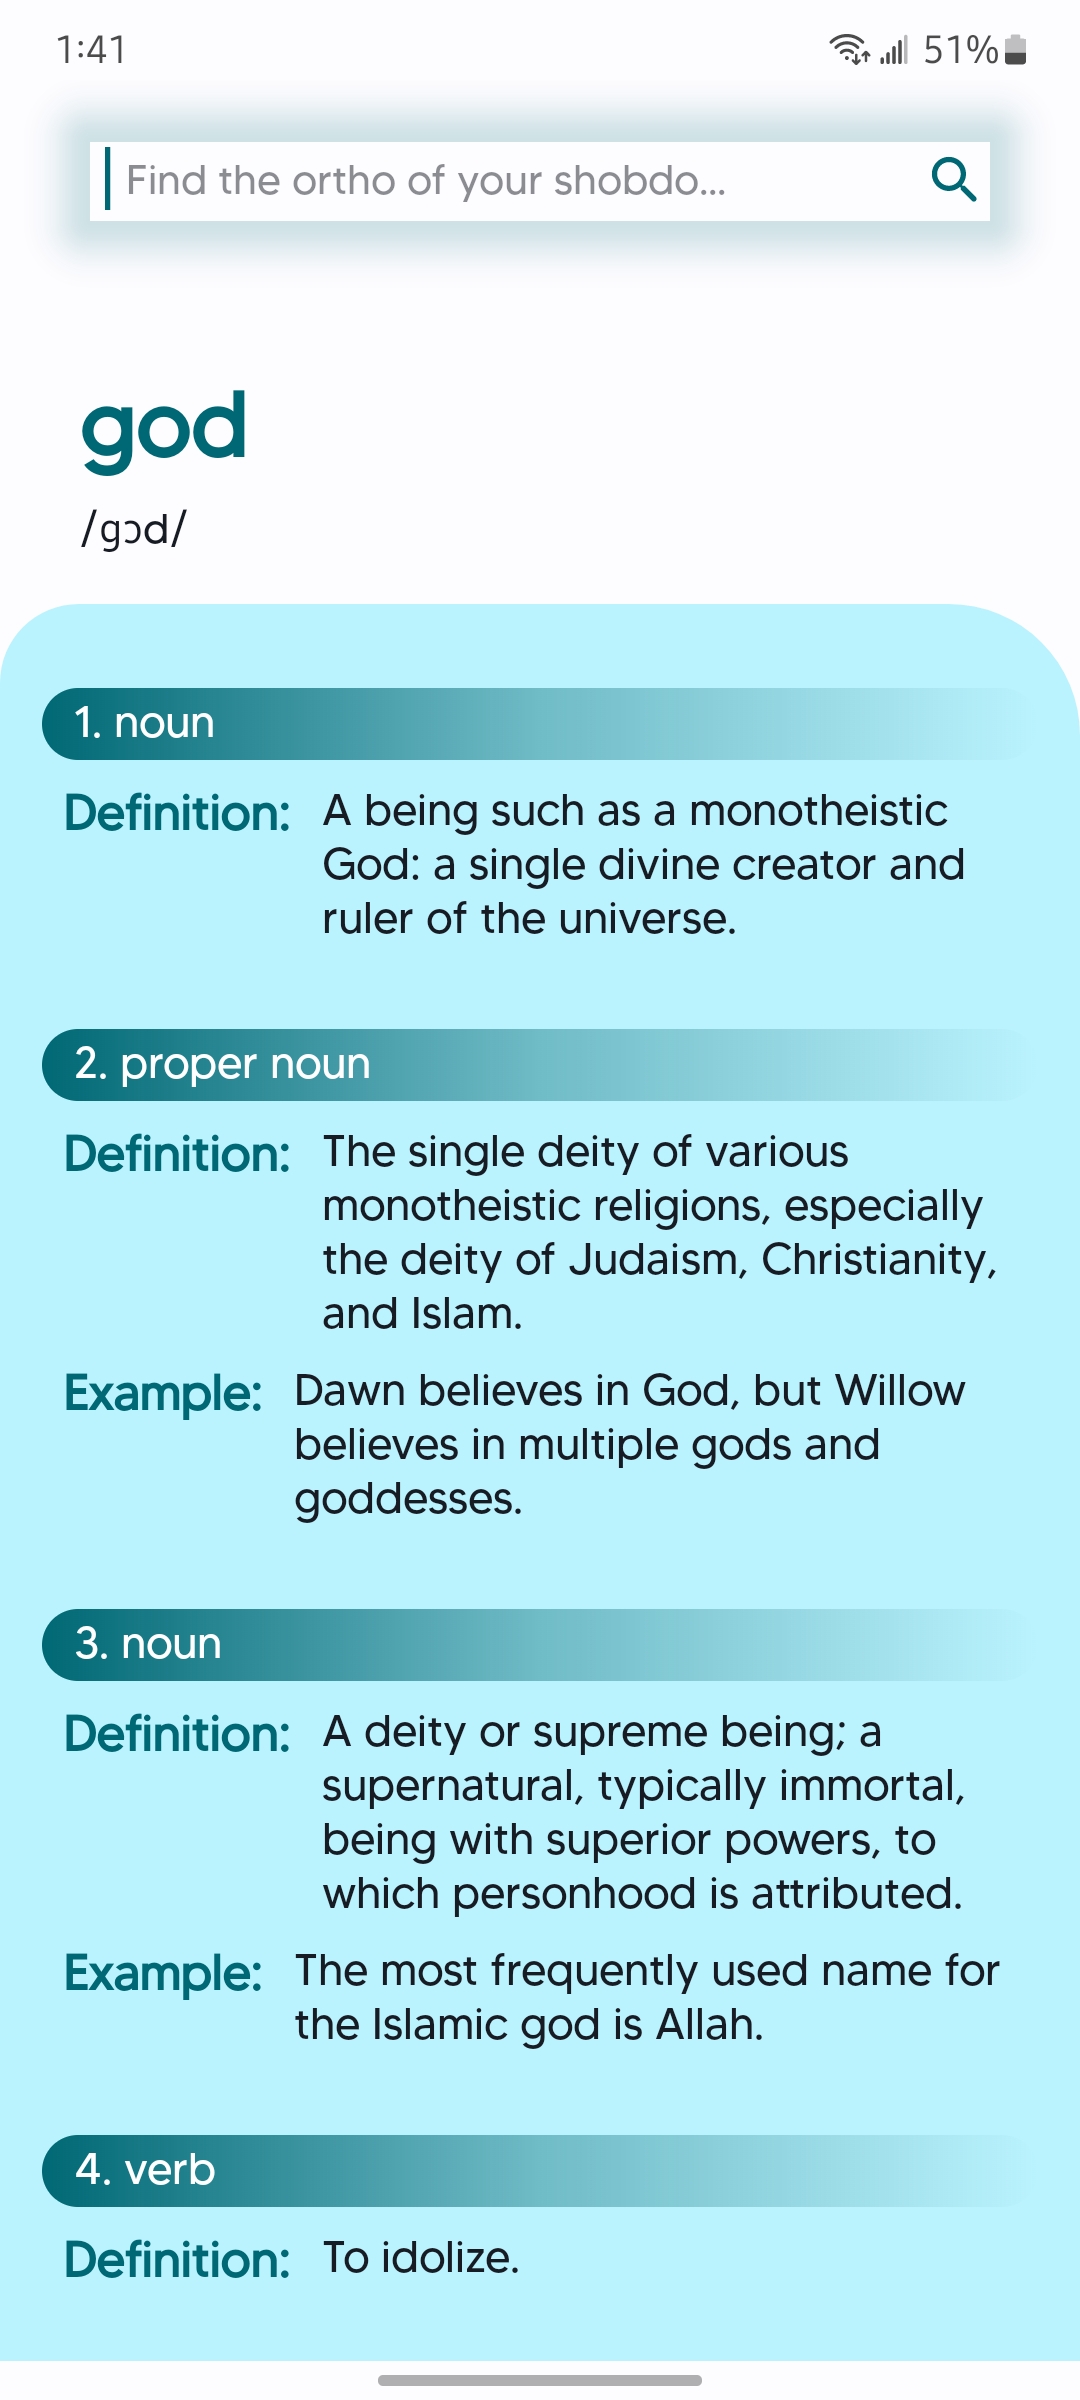 1:41
51%
Find the ortho of your shobdo...
god
/gɔd/
1. noun
Definition: A being such as a monotheistic
God: a single divine creator and
ruler of the universe.
2. proper noun
Definition: The single deity of various
monotheistic religions, especially
the deity of Judaism, Christianity,
and Islam.
Example: Dawn believes in God, but Willow
believes in multiple gods and
goddesses.
3. noun
Definition: A deity or supreme being; a
supernatural, typically immortal,
being with superior powers, to
which personhood is attributed.
Example: The most frequently used name for
the Islamic god is Allah.
4. verb
Definition: To idolize.